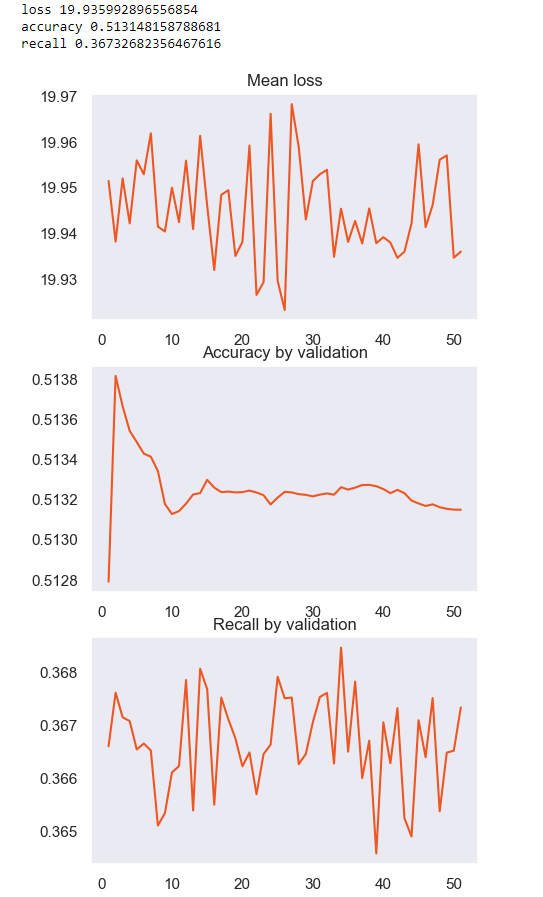 loss 19.935992896556854
accuracy 0.513148158788681
recall 0.36732682356467616
Mean loss
19.97
19.96
19.95
19.94
19.93
0 10 20 30 40 50
Accuracy by validation
0.5138
0.5136
0.5134
0.5132
0.5130
0.5128
0 10 20 30 40 50
Recall by validation
0.368
0.367
0.366
0.365
0 10 20 30 40 50